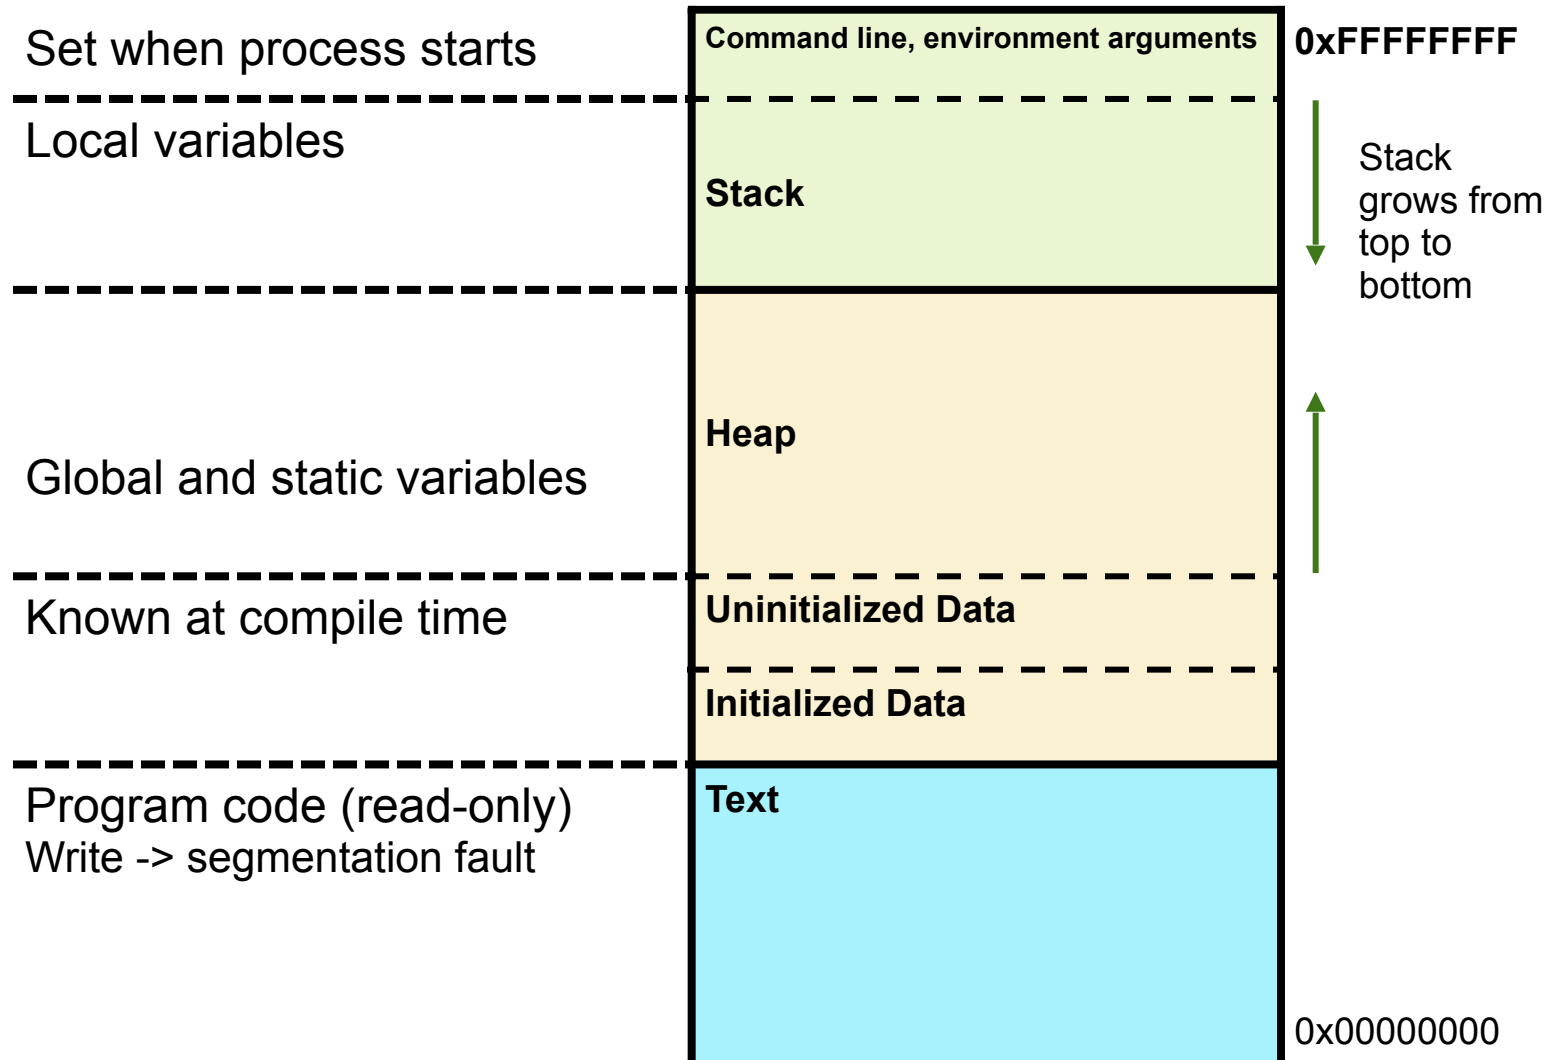 Set when process starts
Command line, environment arguments
0xFFFFFFFF
Local variables
Stack
Stack
grows from
top to
bottom
Heap
Global and static variables
Known at compile time
Uninitialized Data
Initialized Data
Program code (read-only)
Write -> segmentation fault
Text
0x00000000